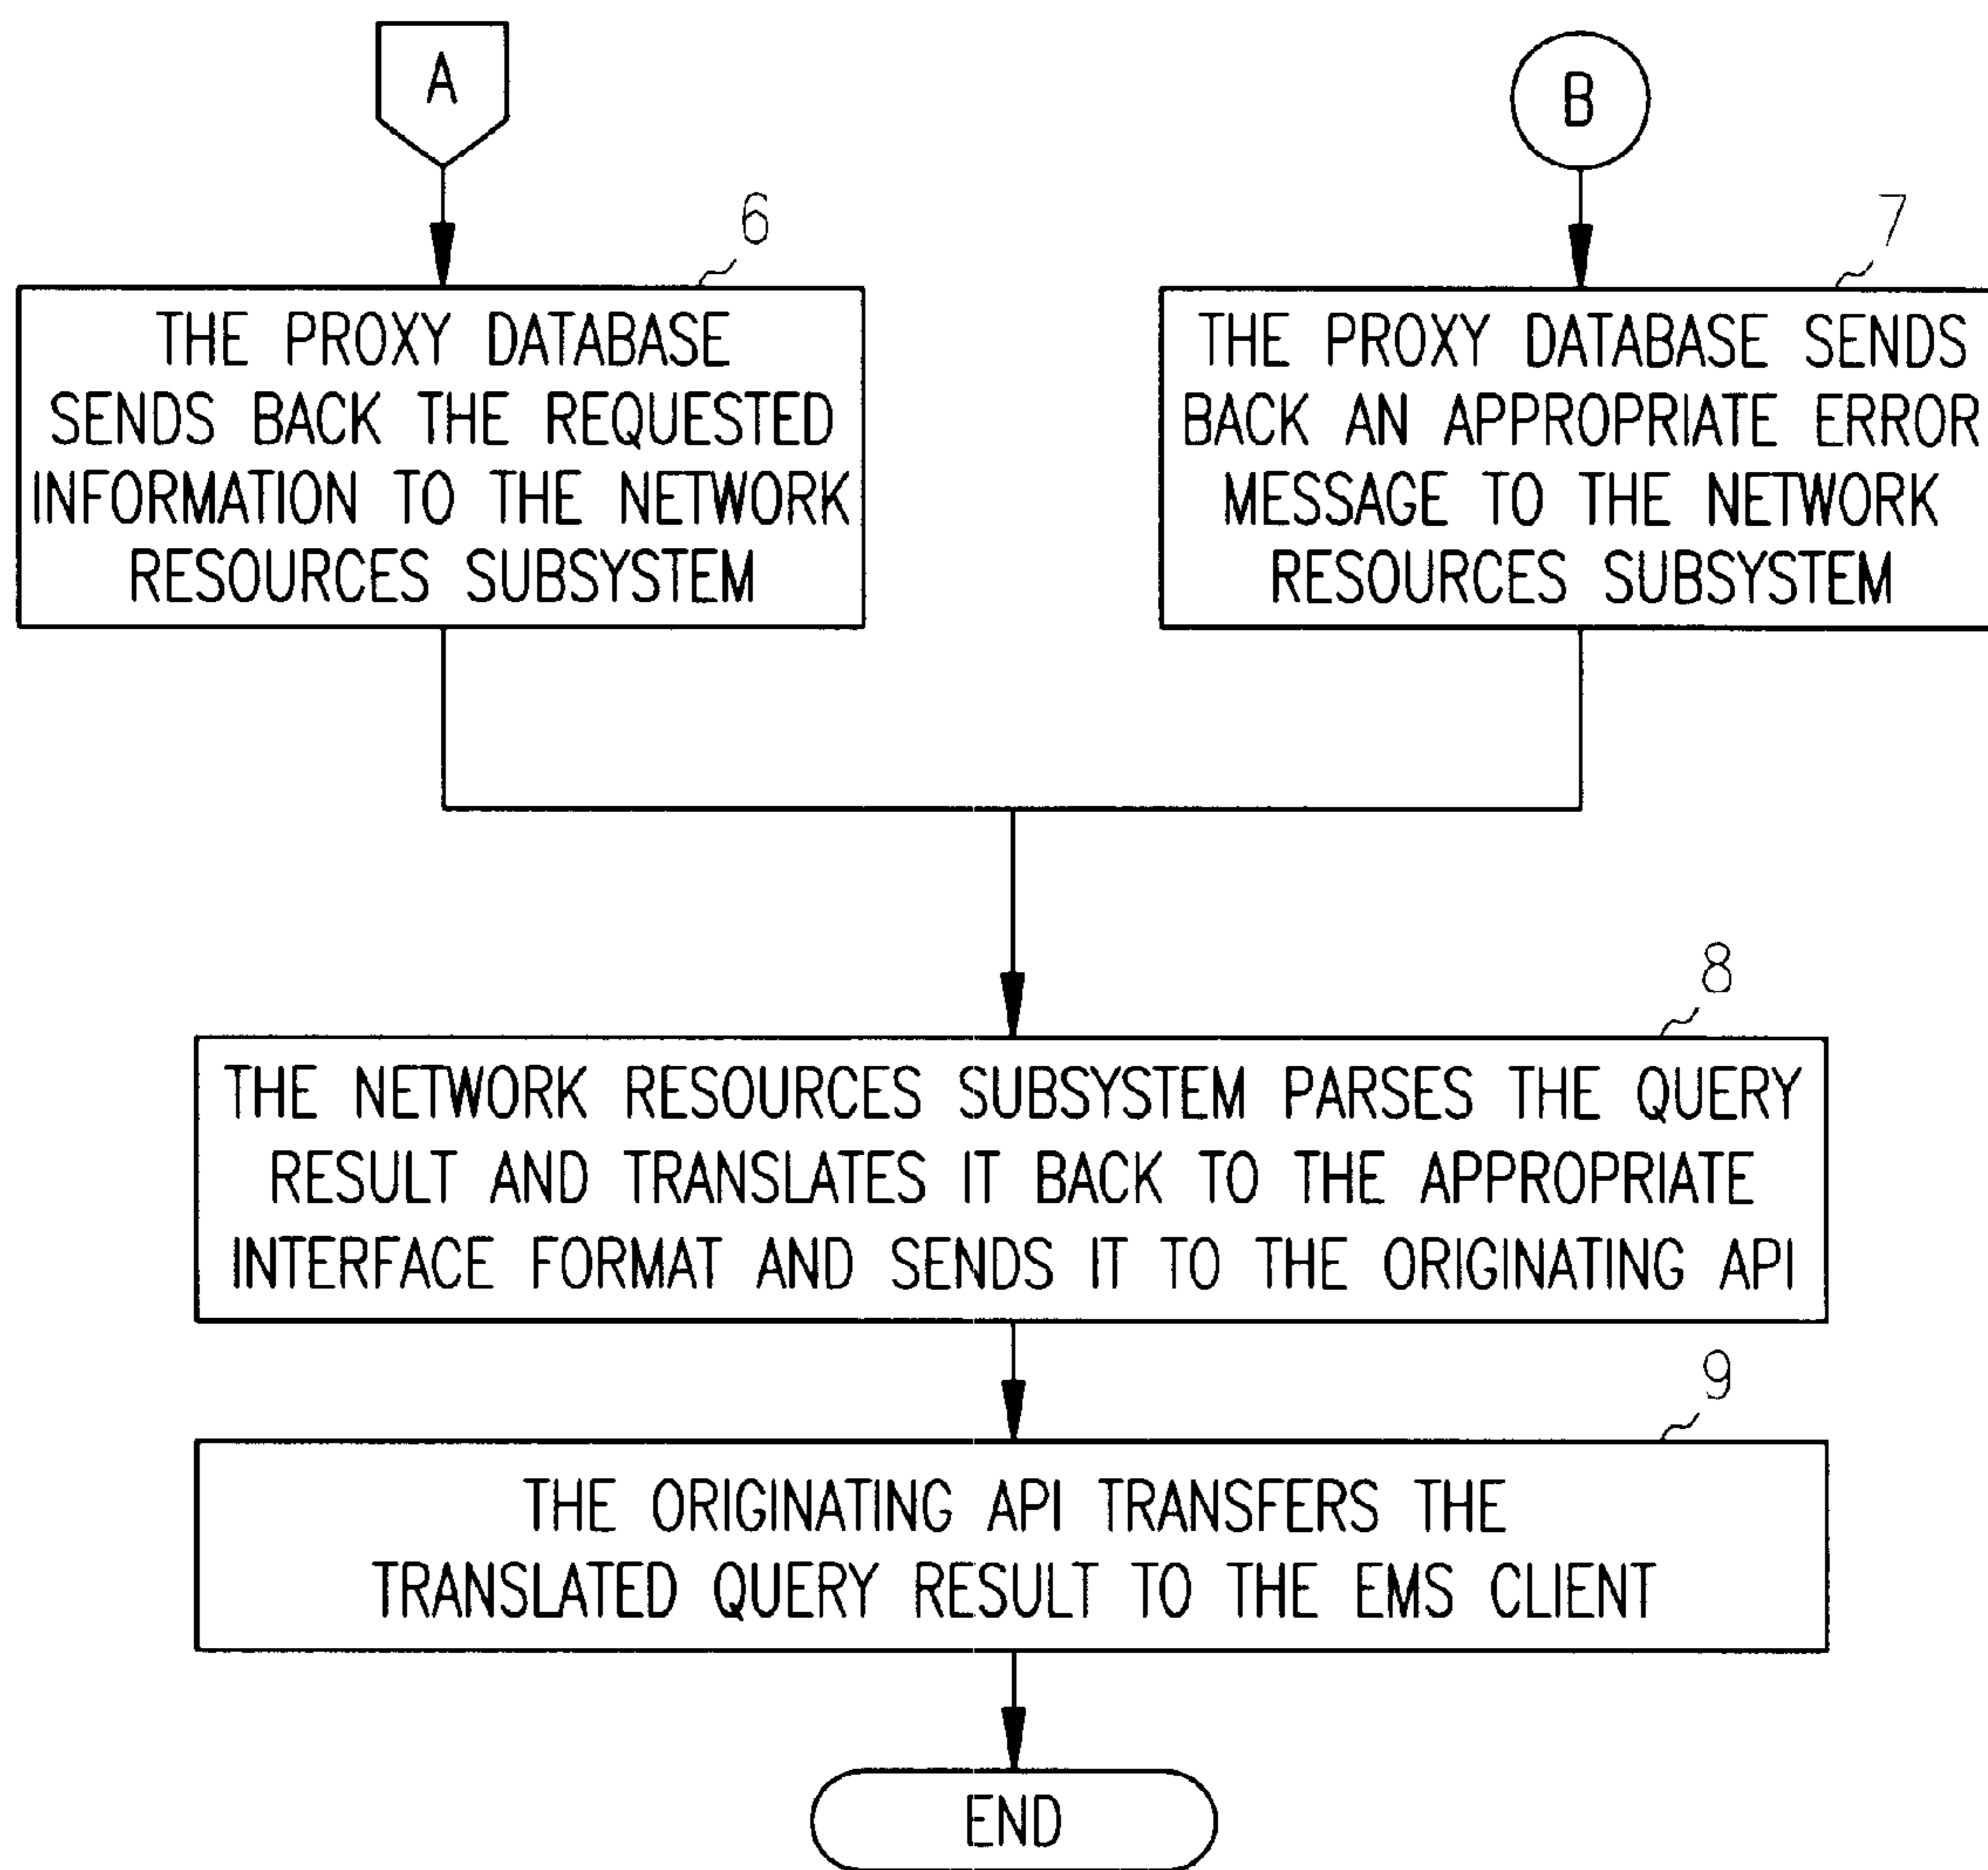 A
B
6
THE PROXY DATABASE
SENDS BACK THE REQUESTED
INFORMATION TO THE NETWORK
RESOURCES SUBSYSTEM
7
THE PROXY DATABASE SENDS
BACK AN APPROPRIATE ERROR
MESSAGE TO THE NETWORK
RESOURCES SUBSYSTEM
8
THE NETWORK RESOURCES SUBSYSTEM PARSES THE QUERY
RESULT AND TRANSLATES IT BACK TO THE APPROPRIATE
INTERFACE FORMAT AND SENDS IT TO THE ORIGINATING API
9
THE ORIGINATING API TRANSFERS THE
TRANSLATED QUERY RESULT TO THE EMS CLIENT
END